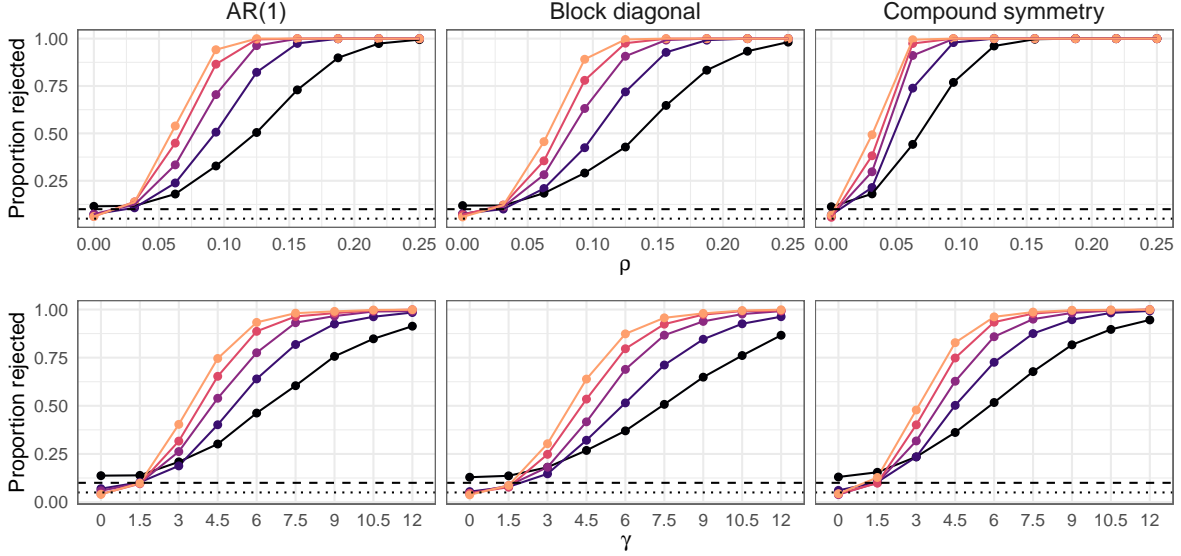 AR(1) Block diagonal Compound symmetry
Proportion rejected
1.00
0.75
0.50
0.25
0.00 0.05 0.10 0.15 0.20 0.25 0.00 0.05 0.10 0.15 0.20 0.25 0.00 0.05 0.10 0.15 0.20 0.25
ρ
Proportion rejected
1.00
0.75
0.50
0.25
0.00
0 1.5 3 4.5 6 7.5 9 10.5 12 0 1.5 3 4.5 6 7.5 9 10.5 12 0 1.5 3 4.5 6 7.5 9 10.5 12
γ